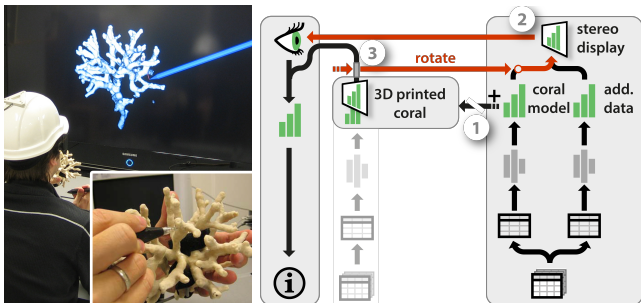 2
stereo
display
3
rotate
3D printed
coral
+
1
coral
model
add.
data
SAMSUNG
i